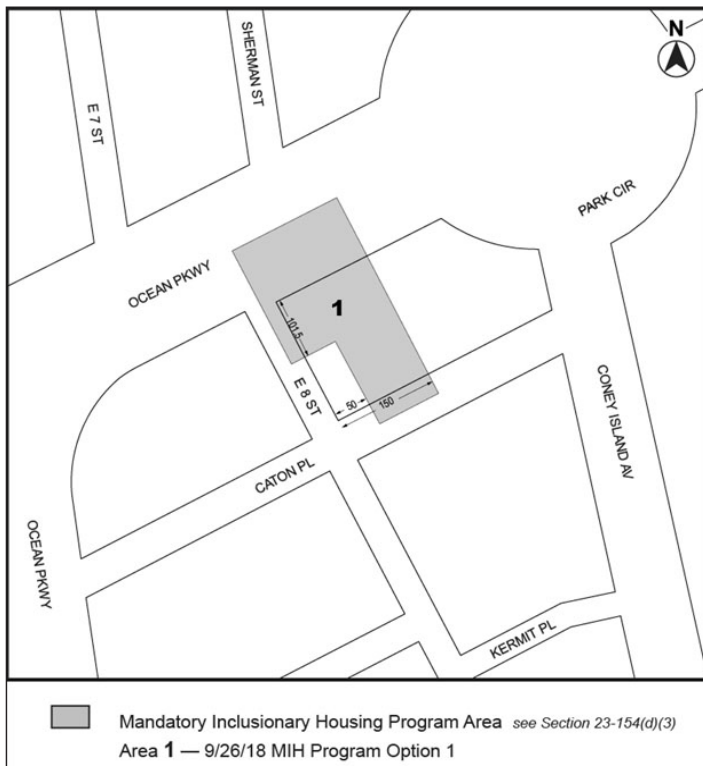 N
SHERMAN ST
E 7 ST
PARK CIR
OCEAN PKWY
1
101.5
E 8 ST
50
150
CONEY ISLAND AV
CATON PL
OCEAN PKWY
KERMIT PL
Mandatory Inclusionary Housing Program Area see Section 23-154(d)(3)
Area 1 — 9/26/18 MIH Program Option 1